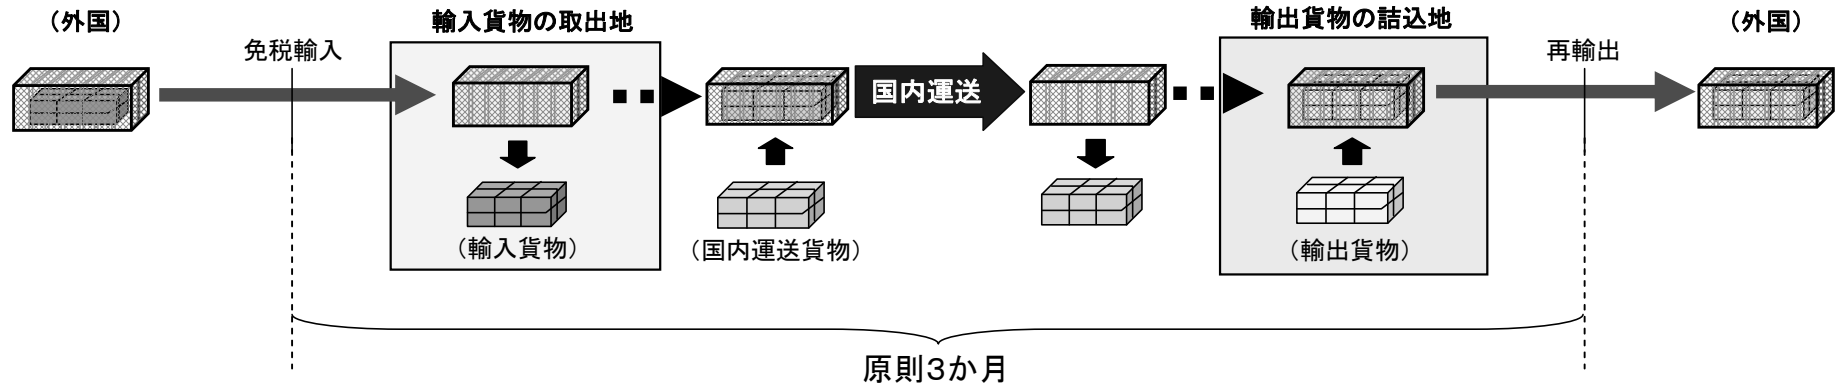 （外国）
輸入貨物の取出地
輸出貨物の詰込地
（外国）
免税輸入
再輸出
国内運送
（輸入貨物）
（国内運送貨物）
（輸出貨物）
原則３か月